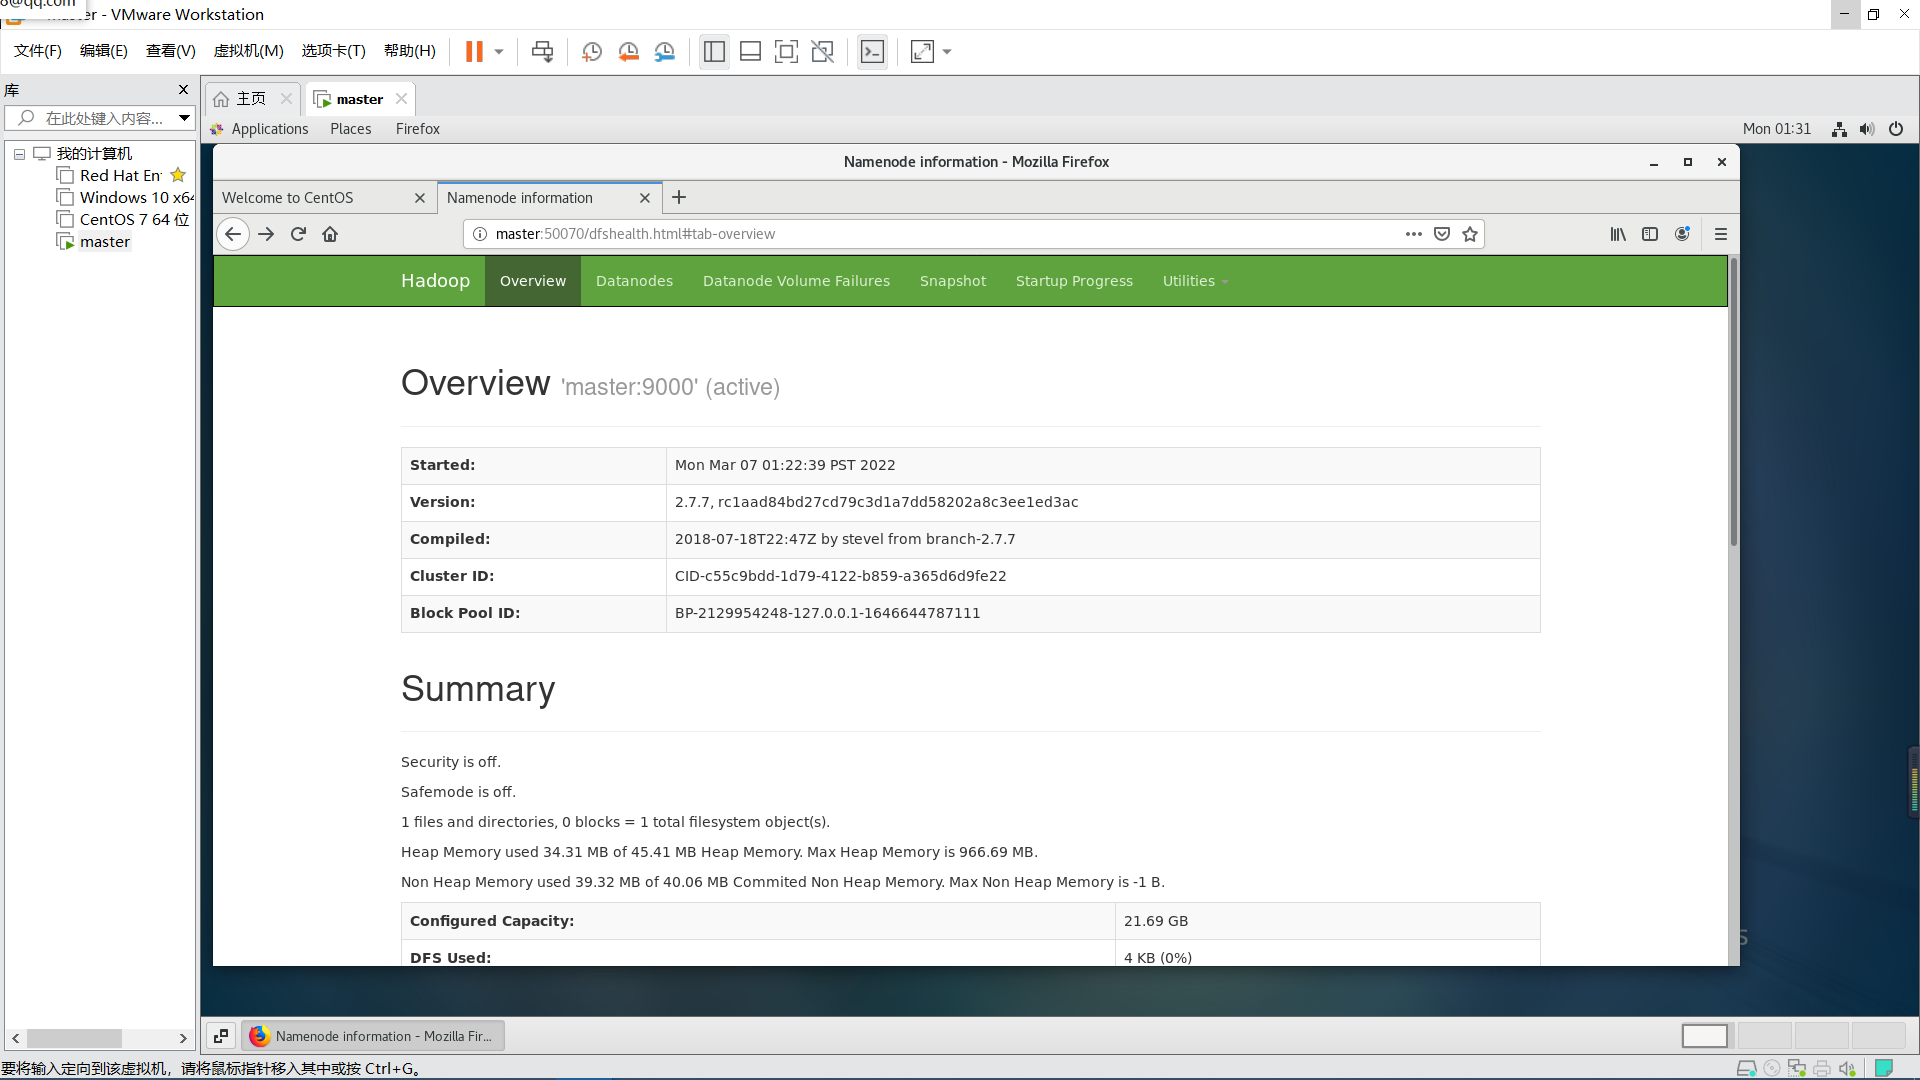 8@qq.com
- VMware Workstation
文件(F) 编辑(E) 查看(V) 虚拟机(M) 选项卡(T) 帮助(H)
库
在此处键入内容...
我的计算机
Red Hat En
Windows 10 x64
CentOS 7 64 位
master
主页 master
Applications Places Firefox Mon 01:31
Namenode information - Mozilla Firefox
Welcome to CentOS Namenode information
master:50070/dfshealth.html#tab-overview
Hadoop Overview Datanodes Datanode Volume Failures Snapshot Startup Progress Utilities
Overview 'master:9000' (active)
Started: Mon Mar 07 01:22:39 PST 2022
Version: 2.7.7, rc1aad84bd27cd79c3d1a7dd58202a8c3ee1ed3ac
Compiled: 2018-07-18T22:47Z by stevel from branch-2.7.7
Cluster ID: CID-c55c9bdd-1d79-4122-b859-a365d6d9fe22
Block Pool ID: BP-2129954248-127.0.0.1-1646644787111
Summary
Security is off.
Safemode is off.
1 files and directories, 0 blocks = 1 total filesystem object(s).
Heap Memory used 34.31 MB of 45.41 MB Heap Memory. Max Heap Memory is 966.69 MB.
Non Heap Memory used 39.32 MB of 40.06 MB Commited Non Heap Memory. Max Non Heap Memory is -1 B.
Configured Capacity: 21.69 GB
DFS Used: 4 KB (0%)
S
Namenode information - Mozilla Fir...
要将输入定向到该虚拟机，请将鼠标指针移入其中或按 Ctrl+G。